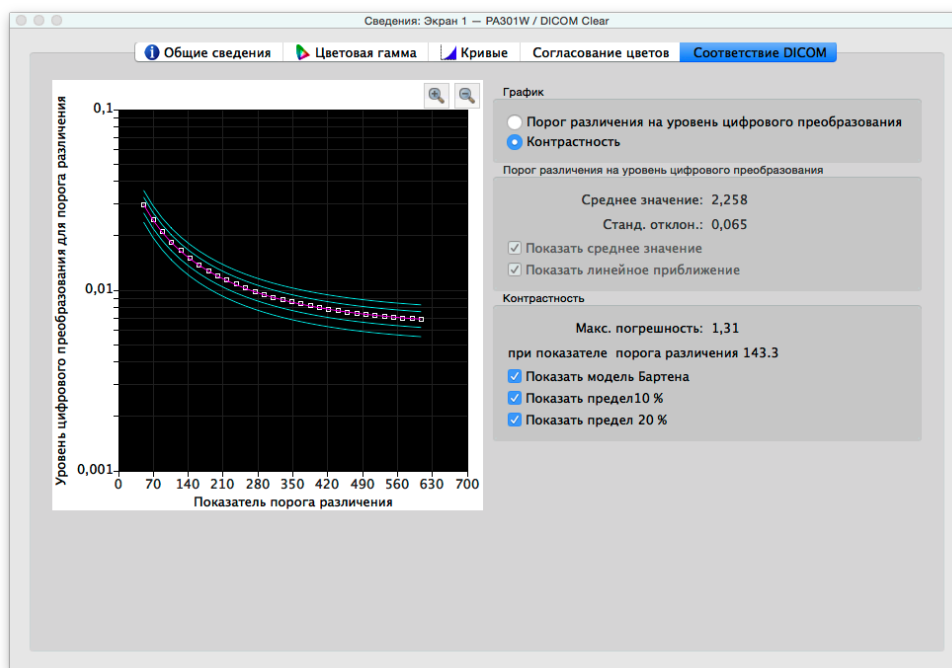 Сведения: Экран 1 — PA301W / DICOM Clear
Общие сведения
Цветовая гамма
Кривые
Согласование цветов
Соответствие DICOM
Уровень цифрового преобразования для порога различения
0,1
0,01
0,001
0 70 140 210 280 350 420 490 560 630 700
Показатель порога различения
График
Порог различения на уровень цифрового преобразования
Контрастность
Порог различения на уровень цифрового преобразования
Среднее значение: 2,258
Станд. отклон.: 0,065
Показать среднее значение
Показать линейное приближение
Контрастность
Макс. погрешность: 1,31
при показателе порога различения 143.3
Показать модель Бартена
Показать предел10 %
Показать предел 20 %